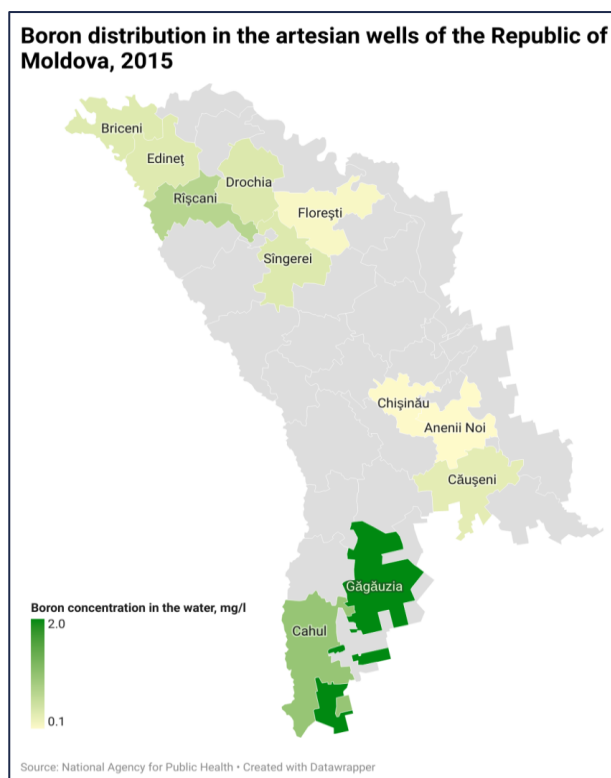 Boron distribution in the artesian wells of the Republic of
Moldova, 2015
Briceni
Edineţ
Drochia
Rîşcani
Floreşti
Sîngerei
Chişinău
Anenii Noi
Căuşeni
Găgăuzia
Boron concentration in the water, mg/l
2.0
Cahul
0.1
Source: National Agency for Public Health • Created with Datawrapper